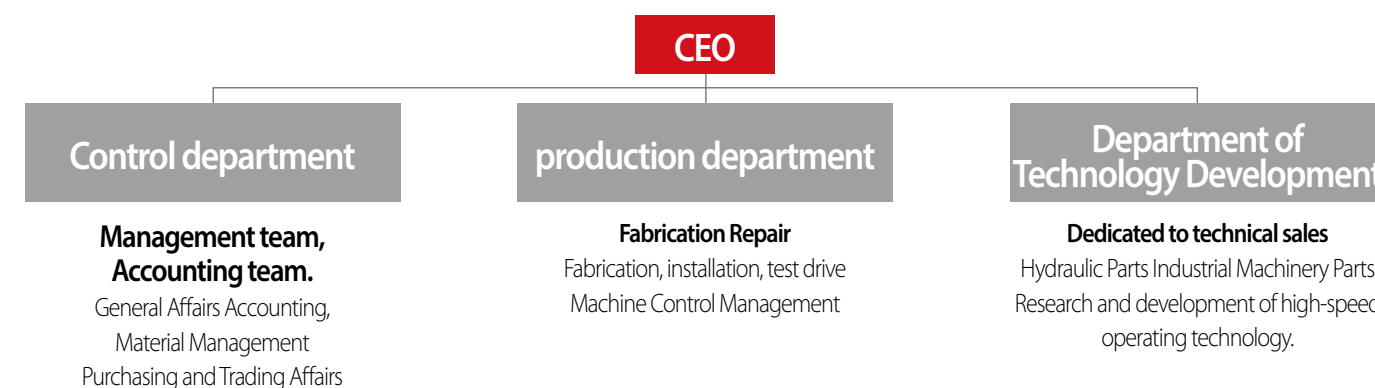 CEO
Control department
production department
Department of
Technology Development
Management team,
Accounting team.
General Affairs Accounting,
Material Management
Purchasing and Trading Affairs
Fabrication Repair
Fabrication, installation, test drive
Machine Control Management
Dedicated to technical sales
Hydraulic Parts Industrial Machinery Parts
Research and development of high-speed
operating technology.